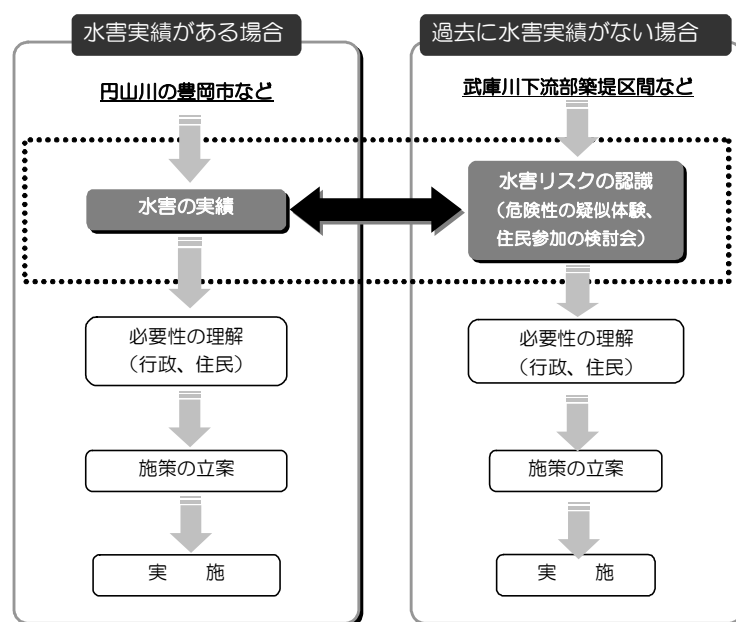 水害実績がある場合
円山川の豊岡市など
水害の実績
必要性の理解
（行政、住民）
施策の立案
実　施
過去に水害実績がない場合
武庫川下流部築堤区間など
水害リスクの認識
（危険性の疑似体験、
住民参加の検討会）
必要性の理解
（行政、住民）
施策の立案
実　施